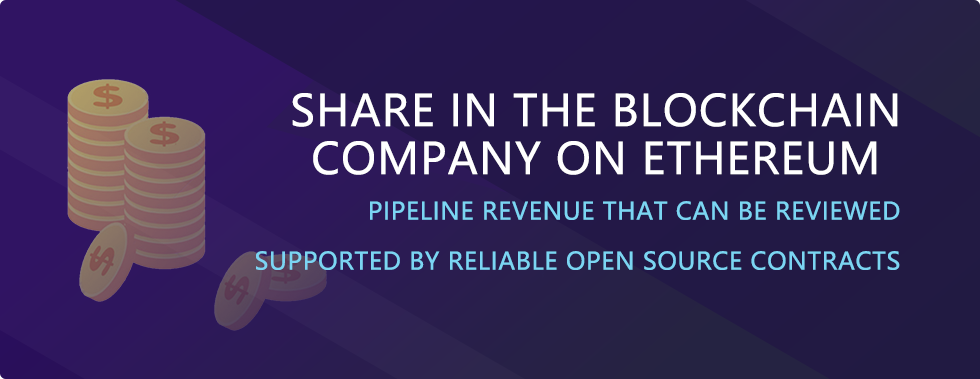 SHARE IN THE BLOCKCHAIN
COMPANY ON ETHEREUM
PIPELINE REVENUE THAT CAN BE REVIEWED
SUPPORTED BY RELIABLE OPEN SOURCE CONTRACTS